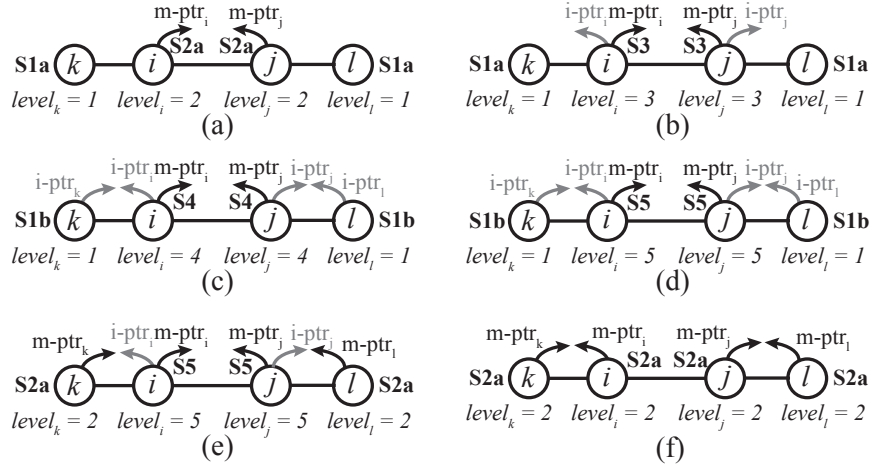 m-ptr_i m-ptr_j
S1a k i S2a S2a j l S1a
level_k = 1 level_i = 2 level_j = 2 level_l = 1
(a)
i-ptr_i m-ptr_i m-ptr_j i-ptr_j
S1a k i S3 S3 j l S1a
level_k = 1 level_i = 3 level_j = 3 level_l = 1
(b)
i-ptr_k i-ptr_i m-ptr_i m-ptr_j i-ptr_j i-ptr_l
S1b k i S4 S4 j l S1b
level_k = 1 level_i = 4 level_j = 4 level_l = 1
(c)
i-ptr_k i-ptr_i m-ptr_i m-ptr_j i-ptr_j i-ptr_l
S1b k i S5 S5 j l S1b
level_k = 1 level_i = 5 level_j = 5 level_l = 1
(d)
m-ptr_k i-ptr_i m-ptr_i m-ptr_j i-ptr_j m-ptr_l
S2a k i S5 S5 j l S2a
level_k = 2 level_i = 5 level_j = 5 level_l = 2
(e)
m-ptr_k m-ptr_i m-ptr_j m-ptr_l
S2a k i S2a S2a j l S2a
level_k = 2 level_i = 2 level_j = 2 level_l = 2
(f)